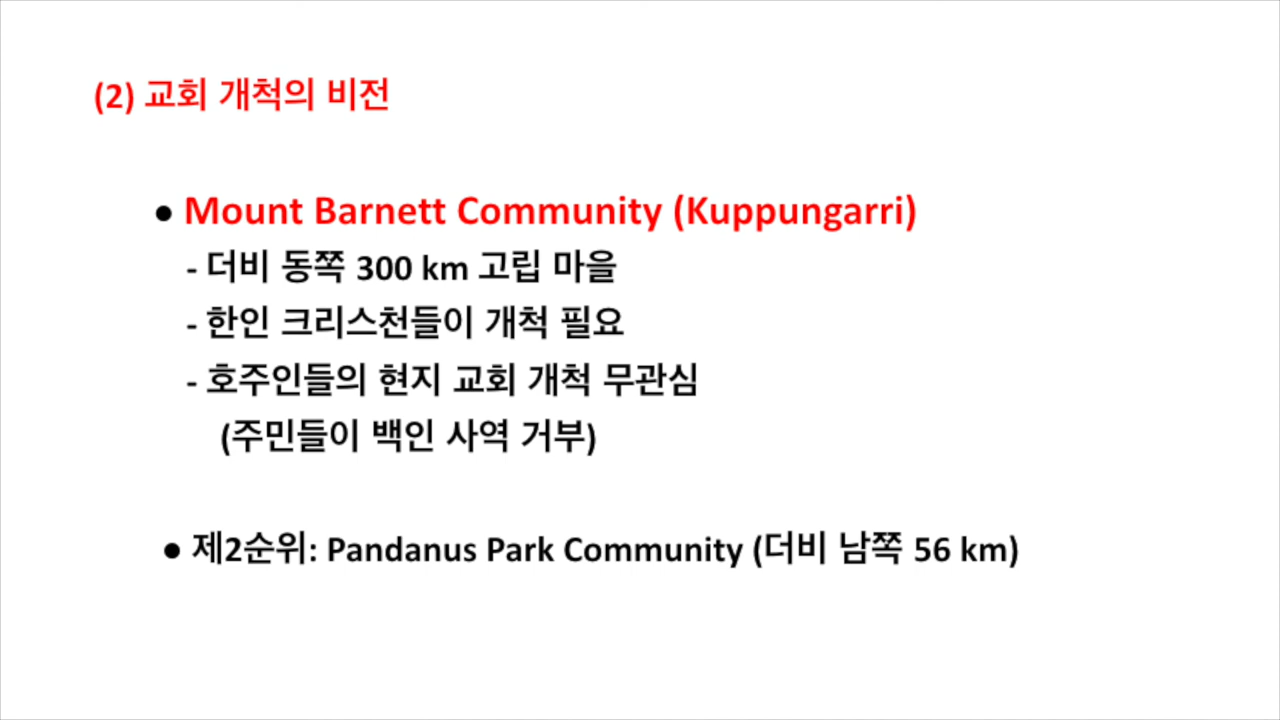 (2) 교회 개척의 비전
● Mount Barnett Community (Kuppungarri)
- 더비 동쪽 300 km 고립 마을
- 한인 크리스천들이 개척 필요
- 호주인들의 현지 교회 개척 무관심
(주민들이 백인 사역 거부)
● 제2순위: Pandanus Park Community (더비 남쪽 56 km)